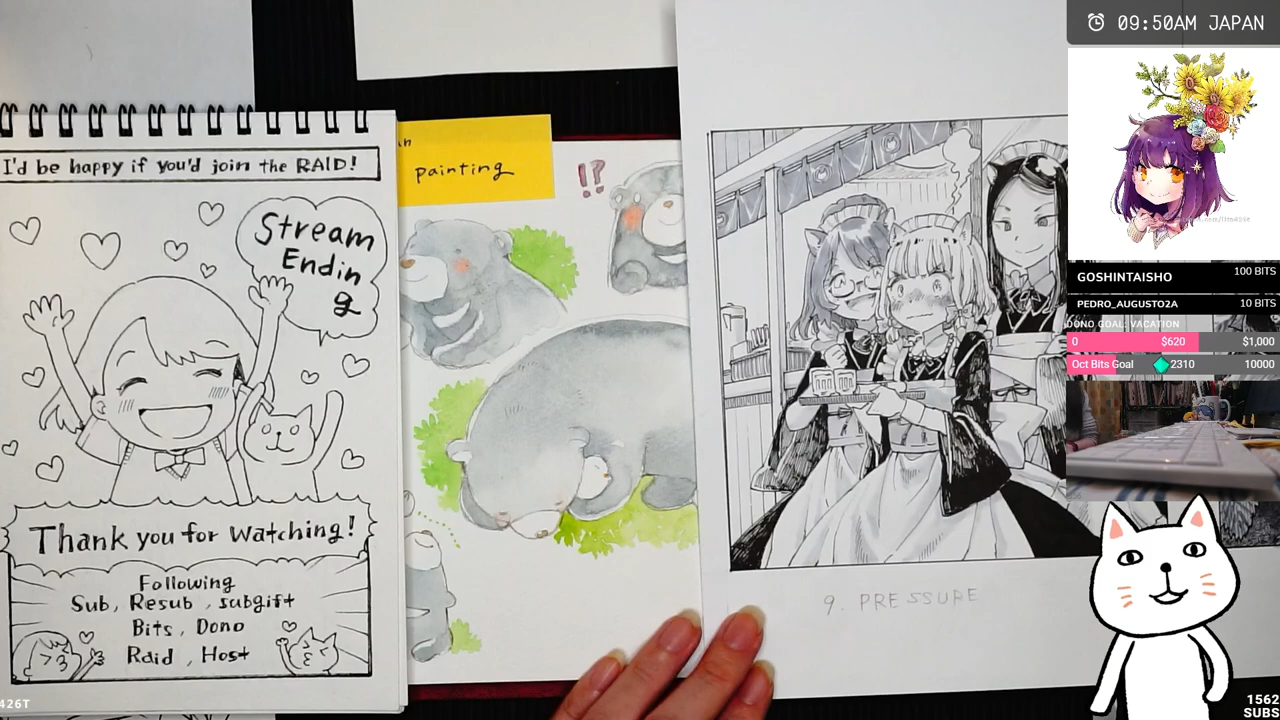 09:50AM JAPAN
I'd be happy if you'd join the RAID!
Stream
Endin
g
Thank you for watching!
Following
Sub, Resub, subgift
Bits, Dono
Raid, Host
426T
painting
!?
9. PRESSURE
GOSHINTAISHO 100 BITS
PEDRO_AUGUSTO2A 10 BITS
DONO GOAL: VACATION
0 $620 $1,000
Oct Bits Goal 2310 10000
1562
SUBS